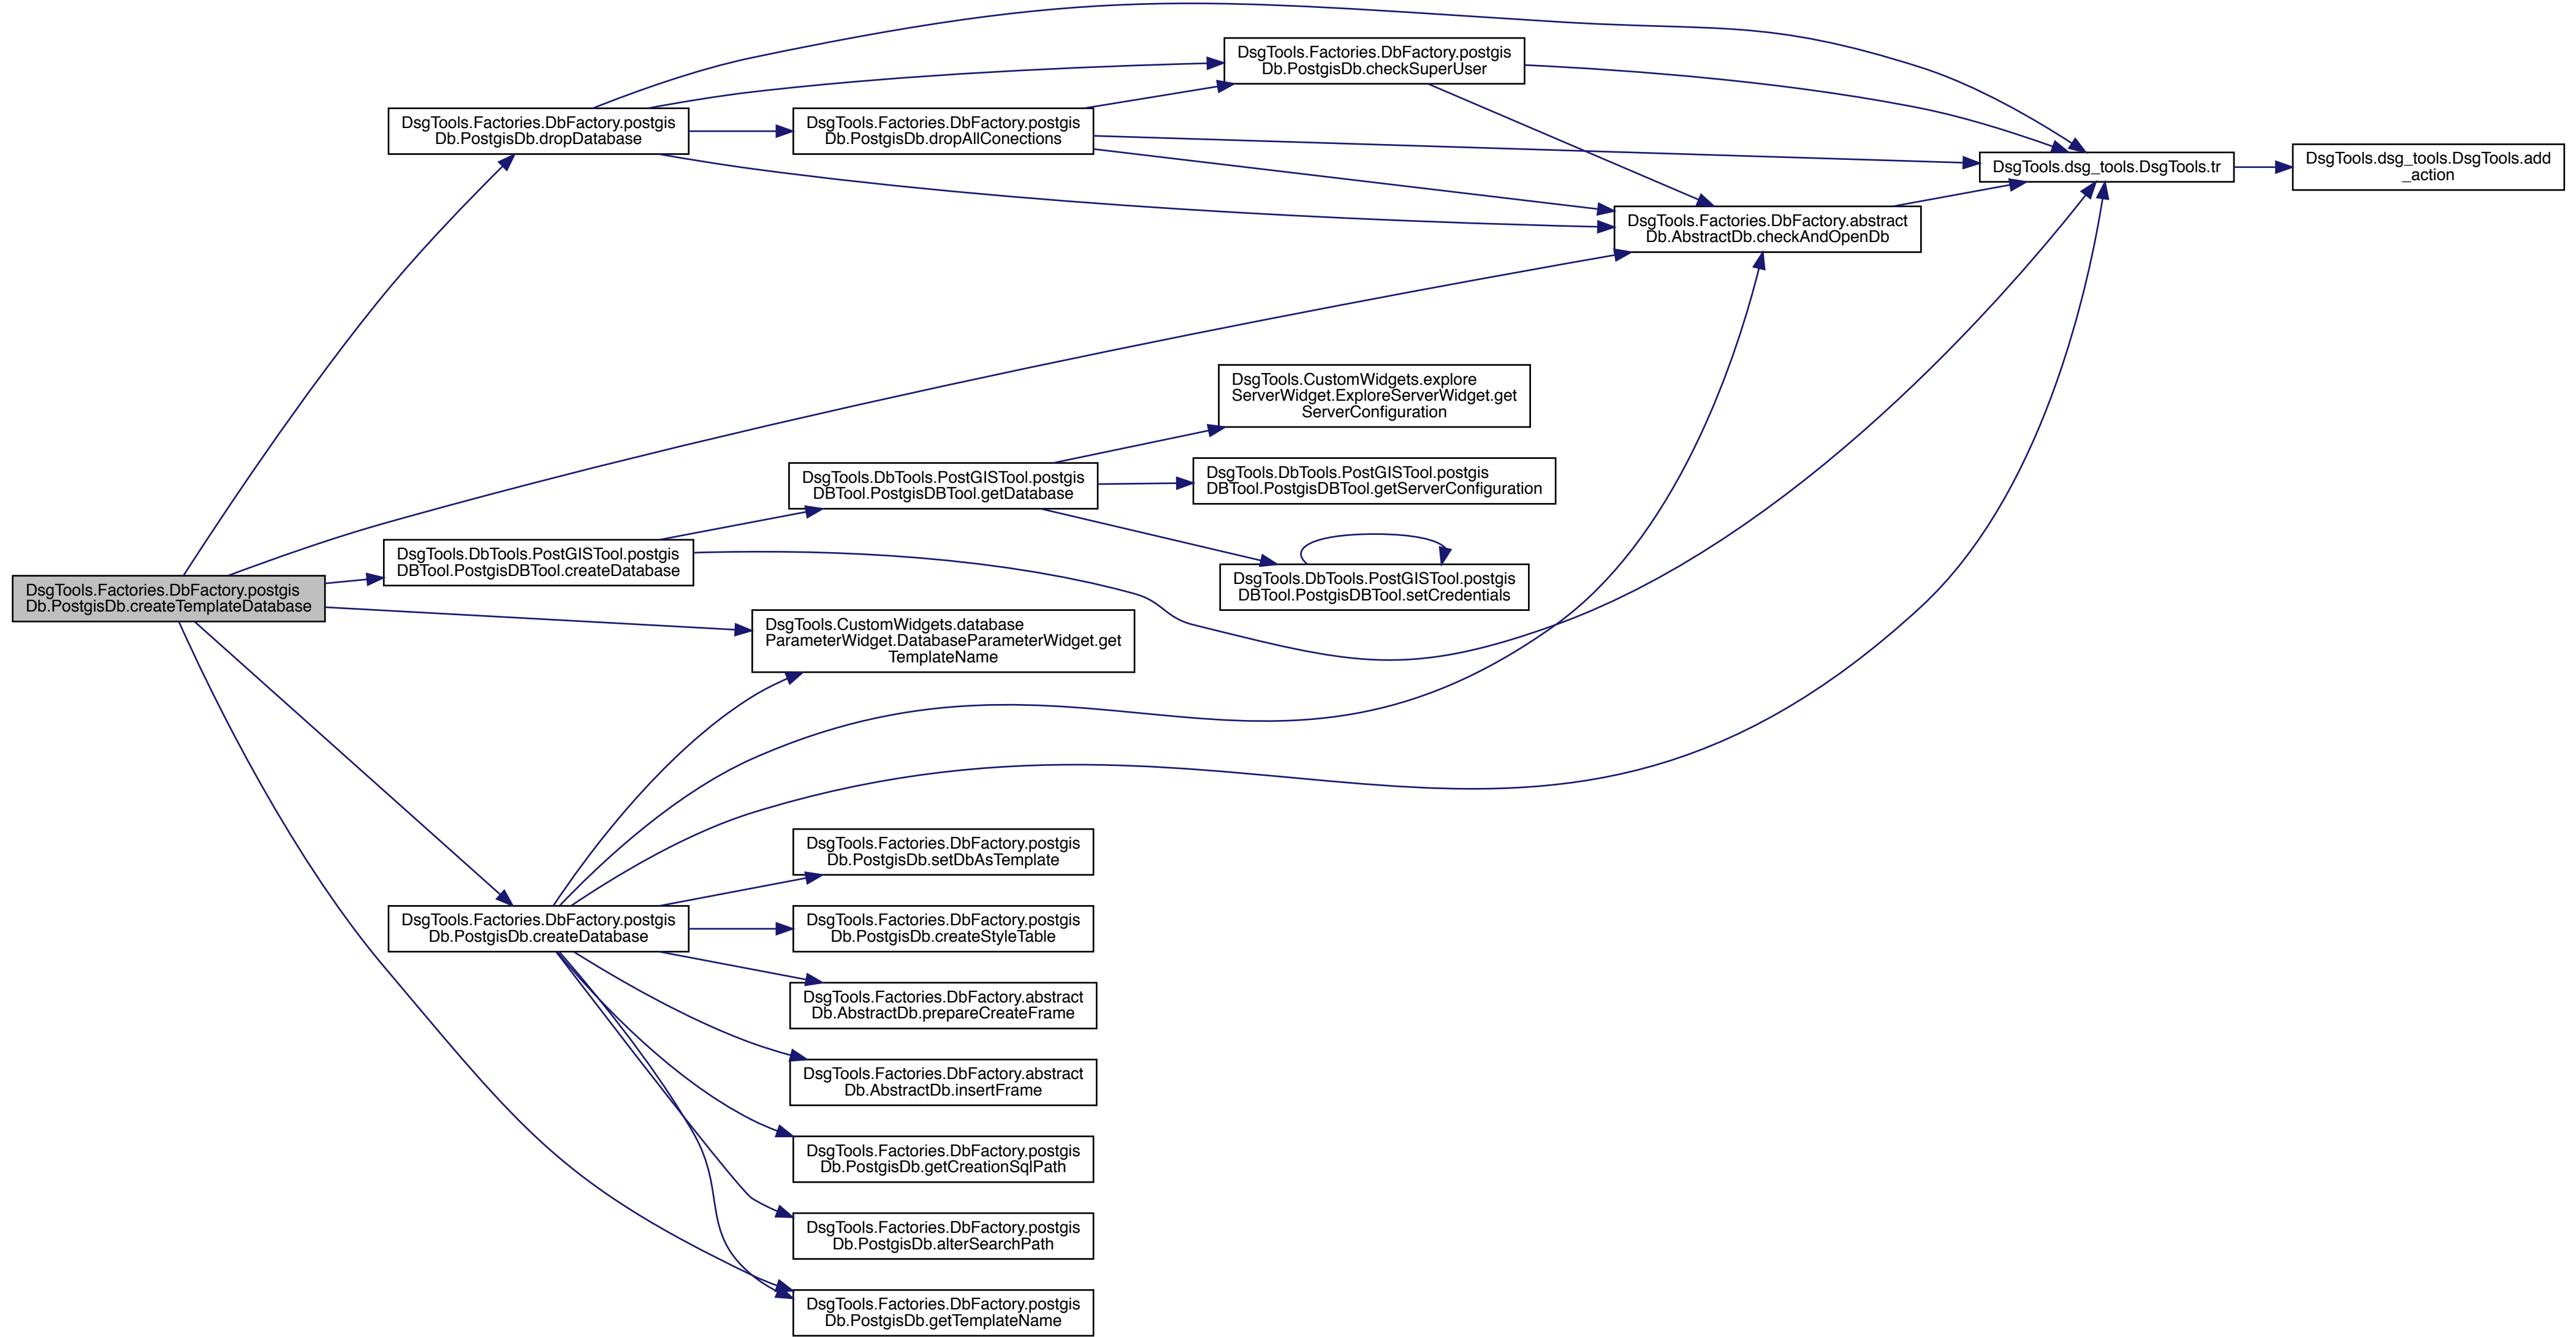 DsgTools.Factories.DbFactory.postgis
Db.PostgisDb.createTemplateDatabase
DsgTools.Factories.DbFactory.postgis
Db.PostgisDb.dropDatabase
DsgTools.Factories.DbFactory.postgis
Db.PostgisDb.dropAllConections
DsgTools.Factories.DbFactory.postgis
Db.PostgisDb.checkSuperUser
DsgTools.Factories.DbFactory.abstract
Db.AbstractDb.checkAndOpenDb
DsgTools.dsg_tools.DsgTools.tr
DsgTools.dsg_tools.DsgTools.add
_action
DsgTools.DbTools.PostGISTool.postgis
DBTool.PostgisDBTool.createDatabase
DsgTools.DbTools.PostGISTool.postgis
DBTool.PostgisDBTool.getDatabase
DsgTools.CustomWidgets.explore
ServerWidget.ExploreServerWidget.get
ServerConfiguration
DsgTools.DbTools.PostGISTool.postgis
DBTool.PostgisDBTool.getServerConfiguration
DsgTools.DbTools.PostGISTool.postgis
DBTool.PostgisDBTool.setCredentials
DsgTools.CustomWidgets.database
ParameterWidget.DatabaseParameterWidget.get
TemplateName
DsgTools.Factories.DbFactory.postgis
Db.PostgisDb.createDatabase
DsgTools.Factories.DbFactory.postgis
Db.PostgisDb.setDbAsTemplate
DsgTools.Factories.DbFactory.postgis
Db.PostgisDb.createStyleTable
DsgTools.Factories.DbFactory.abstract
Db.AbstractDb.prepareCreateFrame
DsgTools.Factories.DbFactory.abstract
Db.AbstractDb.insertFrame
DsgTools.Factories.DbFactory.postgis
Db.PostgisDb.getCreationSqlPath
DsgTools.Factories.DbFactory.postgis
Db.PostgisDb.alterSearchPath
DsgTools.Factories.DbFactory.postgis
Db.PostgisDb.getTemplateName